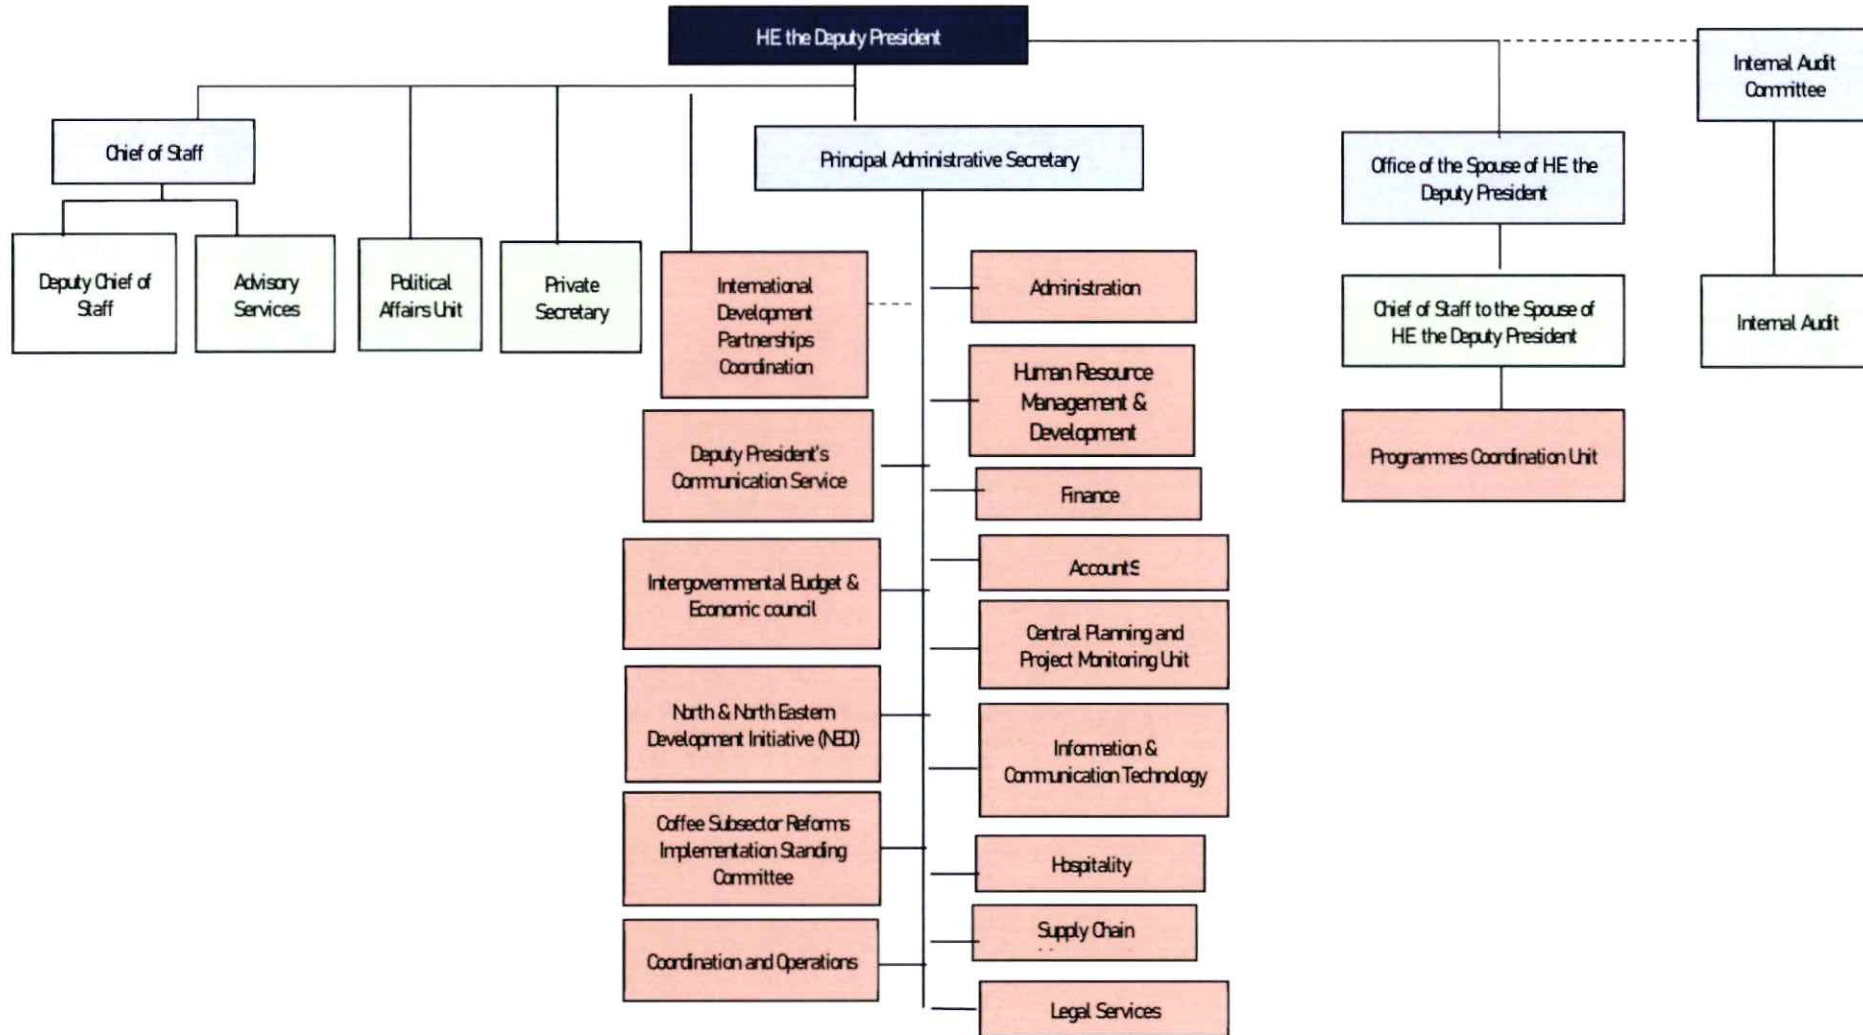 HE the Deputy President
Internal Audit
Committee
Chief of Staff
Principal Administrative Secretary
Office of the Spouse of HE the
Deputy President
Deputy Chief of
Staff
Advisory
Services
Political
Affairs Unit
Private
Secretary
International
Development
Partnerships
Coordination
Administration
Chief of Staff to the Spouse of
HE the Deputy President
Internal Audit
Human Resource
Management &
Development
Deputy President's
Communication Service
Programmes Coordination Unit
Finance
Intergovernmental Budget &
Economic council
Accounts
Central Planning and
Project Monitoring Unit
North & North Eastern
Development Initiative (NEDI)
Information &
Communication Technology
Coffee Subsector Reforms
Implementation Standing
Committee
Hospitality
Supply Chain
Coordination and Operations
Legal Services